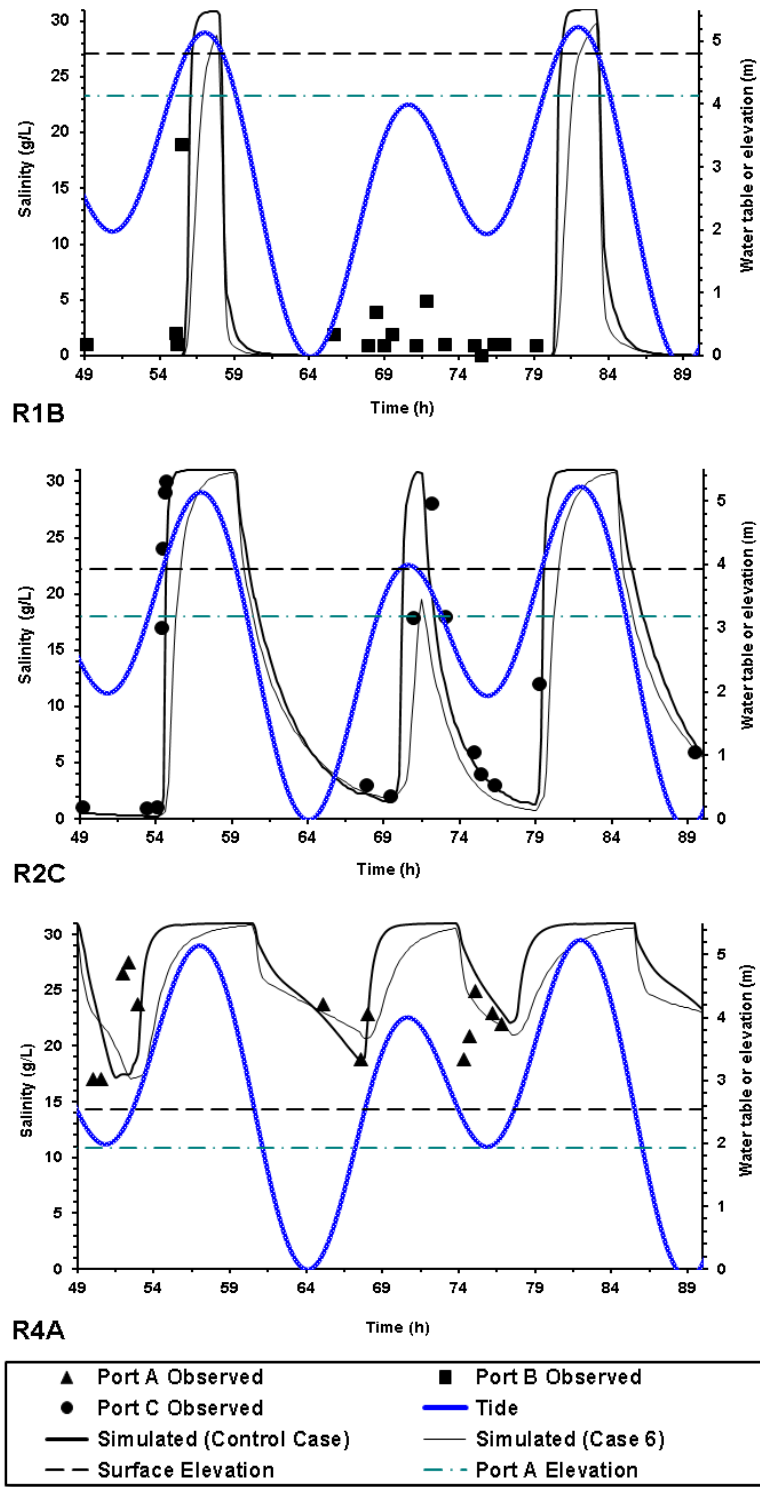 30
25
20
15
10
5
0
Salinity (g/L)
5
4
3
2
1
0
Water table or elevation (m)
49 54 59 64 69 74 79 84 89
Time (h)
R1B
30
25
20
15
10
5
0
Salinity (g/L)
5
4
3
2
1
0
Water table or elevation (m)
49 54 59 64 69 74 79 84 89
Time (h)
R2C
30
25
20
15
10
5
0
Salinity (g/L)
5
4
3
2
1
0
Water table or elevation (m)
49 54 59 64 69 74 79 84 89
Time (h)
R4A
Port A Observed Port B Observed
Port C Observed Tide
Simulated (Control Case) Simulated (Case 6)
Surface Elevation Port A Elevation